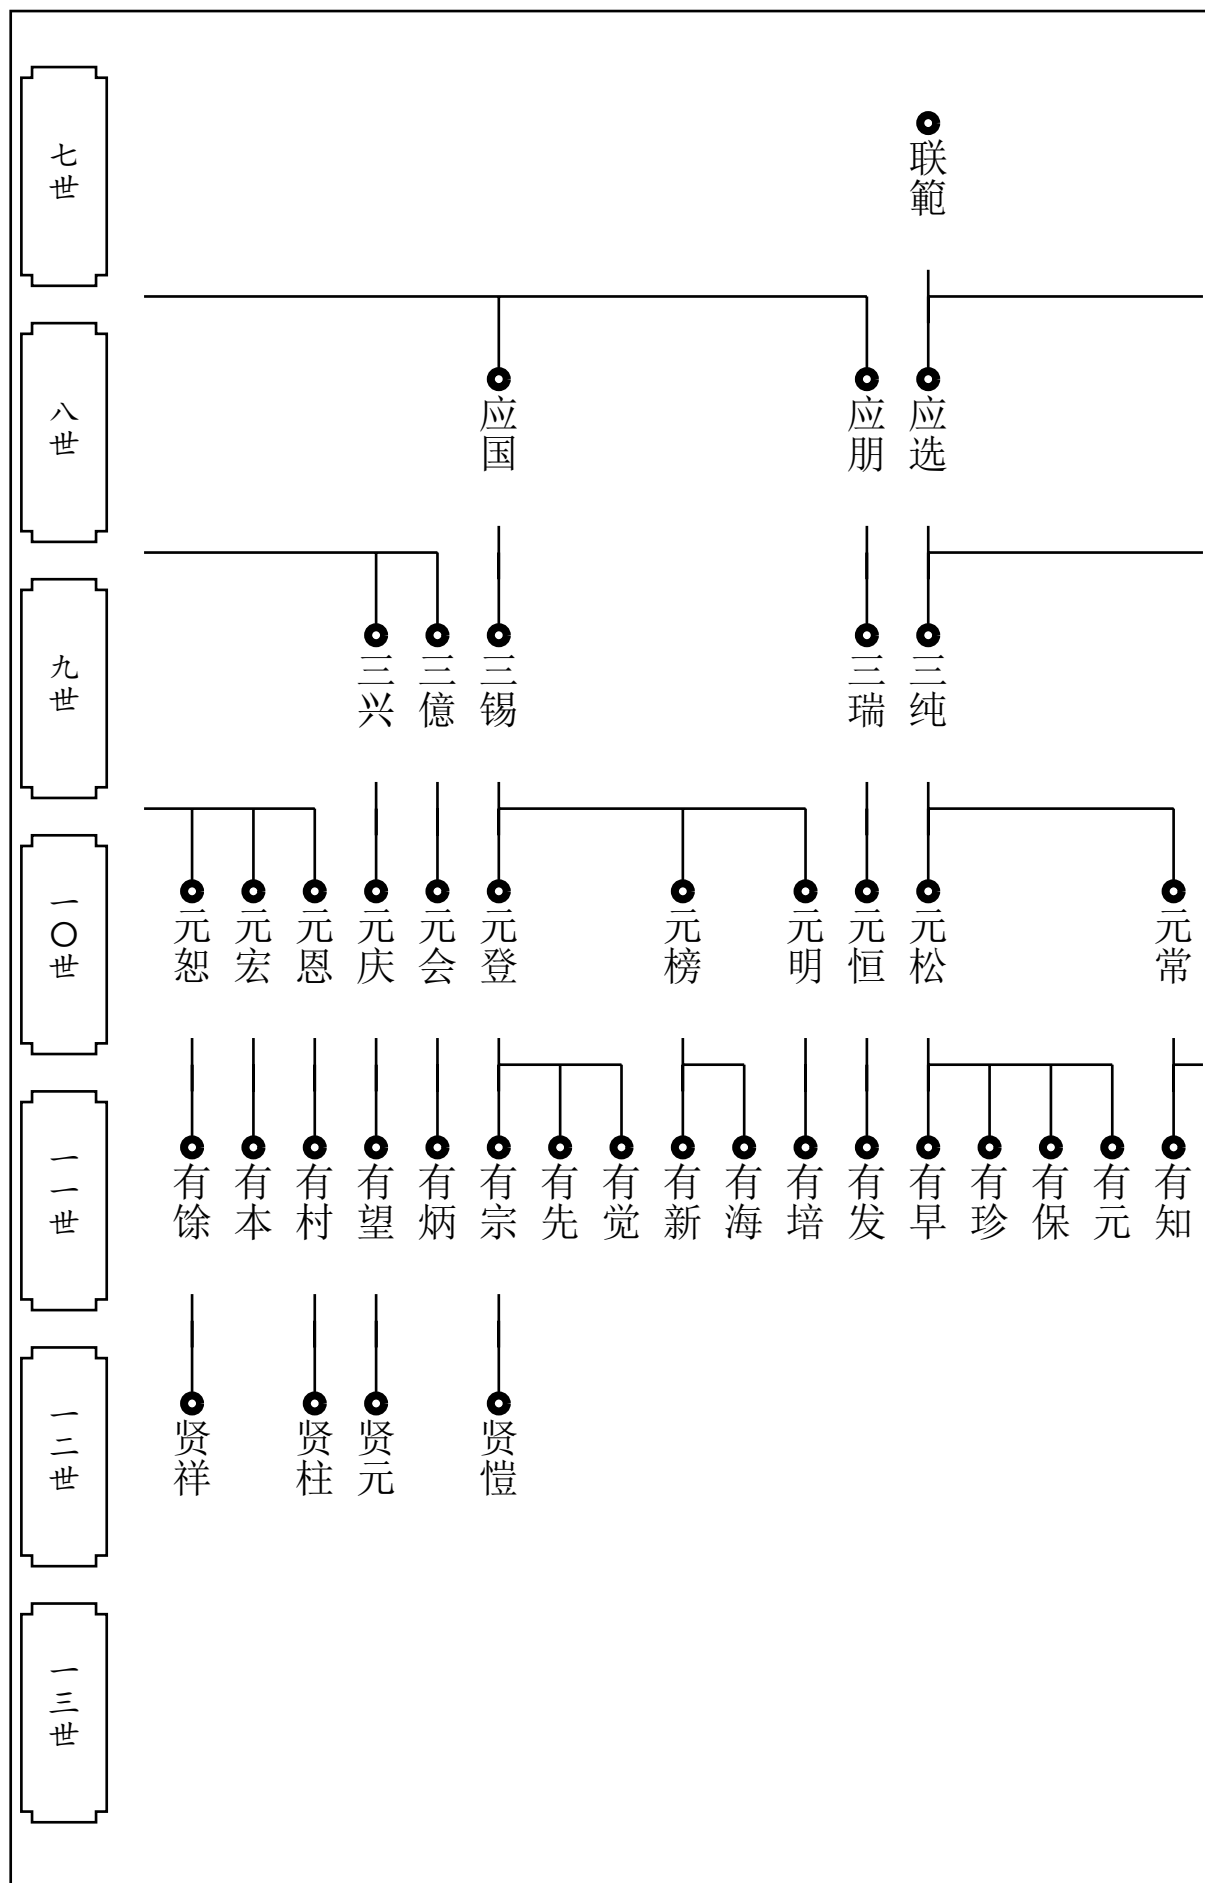 七世
联範
八世
应国
应朋
应选
九世
三兴
三億
三锡
三瑞
三纯
一〇世
元恕
元宏
元恩
元庆
元会
元登
元榜
元明
元恒
元松
元常
一一世
有馀
有本
有村
有望
有炳
有宗
有先
有觉
有新
有海
有培
有发
有早
有珍
有保
有元
有知
一二世
贤祥
贤柱
贤元
贤愷
一三世